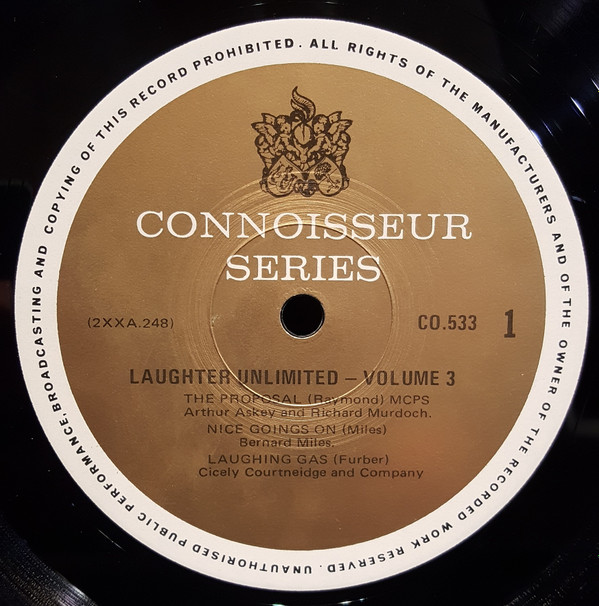 ALL RIGHTS OF THE MANUFACTURERS AND OF THE OWNER OF THE RECORDED WORK RESERVED. UNAUTHORISED PUBLIC PERFORMANCE, BROADCASTING AND COPYING OF THIS RECORD PROHIBITED.
CONNOISSEUR
SERIES
(2XXA.248)
CO.533 1
LAUGHTER UNLIMITED – VOLUME 3
THE PROPOSAL (Raymond) MCPS
Arthur Askey and Richard Murdoch.
NICE GOINGS ON (Miles)
Bernard Miles.
LAUGHING GAS (Furber)
Cicely Courtneidge and Company